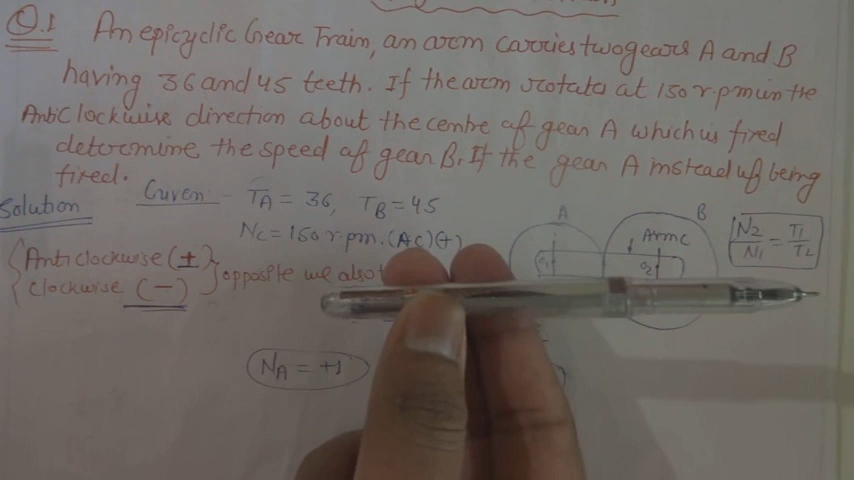 Q.1 An epicyclic Gear Train, an arm carries two gears A and B
having 36 and 45 teeth. If the arm rotates at 150 r.p.m in the
Anticlockwise direction about the centre of gear A which is fixed
determine the speed of gear B. If the gear A instead of being
fixed.
Solution Given - TA = 36, TB = 45
NC = 150 r.p.m. (AC) (+)
Anticlockwise (+)
Clockwise (-)
opposite we also
A
B
Arm C
O1
O2
N2/N1 = T1/T2
NA = +1